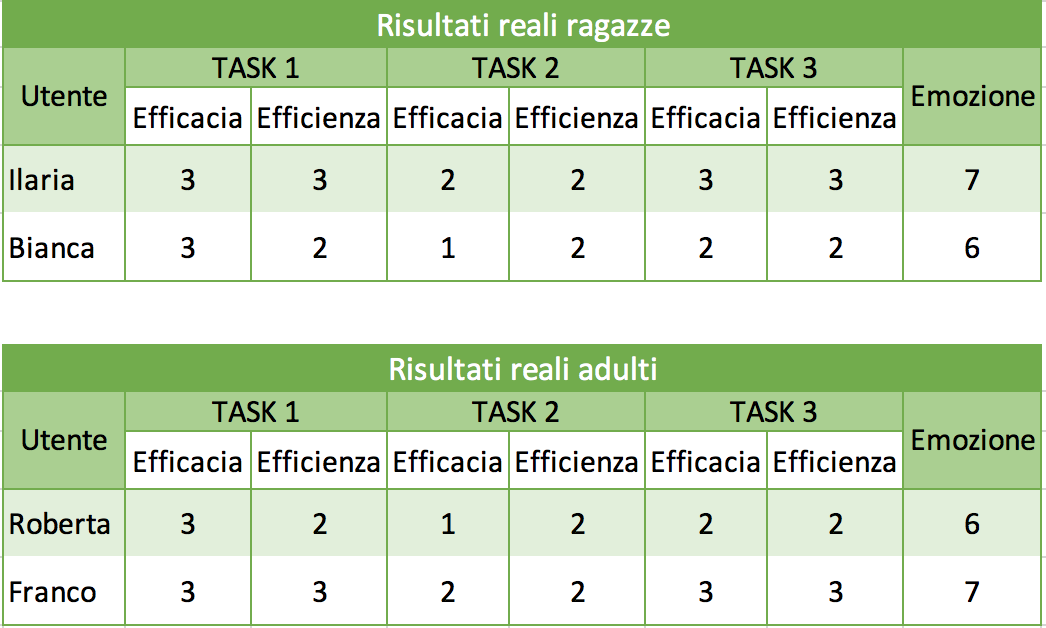 Risultati reali ragazze
Utente TASK 1 TASK 2 TASK 3 Emozione
Efficacia Efficienza Efficacia Efficienza Efficacia Efficienza
Ilaria 3 3 2 2 3 3 7
Bianca 3 2 1 2 2 2 6
Risultati reali adulti
Utente TASK 1 TASK 2 TASK 3 Emozione
Efficacia Efficienza Efficacia Efficienza Efficacia Efficienza
Roberta 3 2 1 2 2 2 6
Franco 3 3 2 2 3 3 7